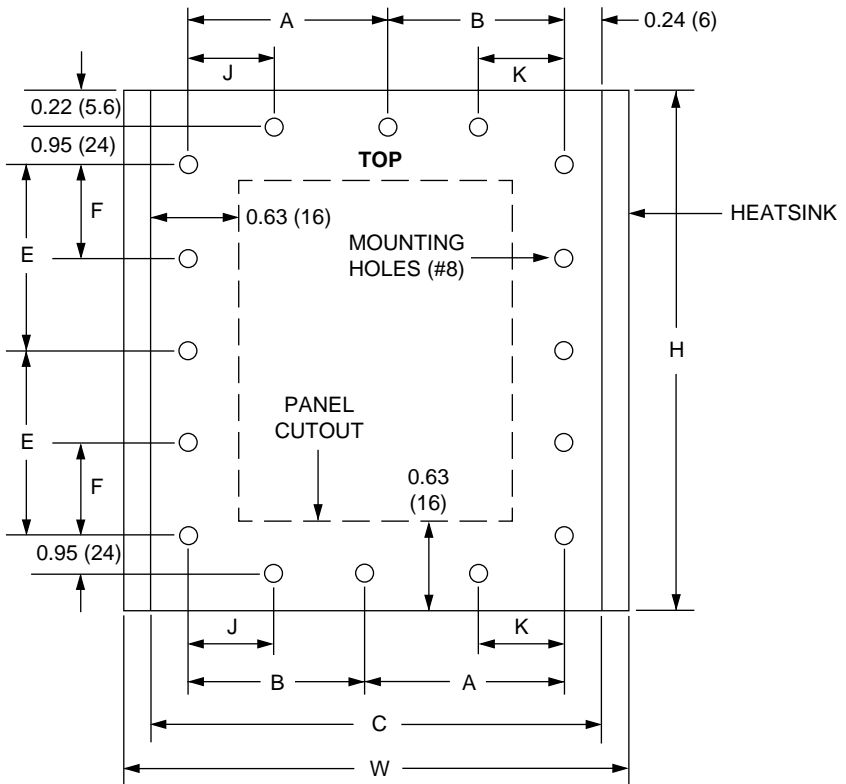 A
B
0.24 (6)
J
K
0.22 (5.6)
0.95 (24)
TOP
F
0.63 (16)
HEATSINK
E
MOUNTING
HOLES (#8)
H
PANEL
CUTOUT
E
F
0.63
(16)
0.95 (24)
J
K
B
A
C
W